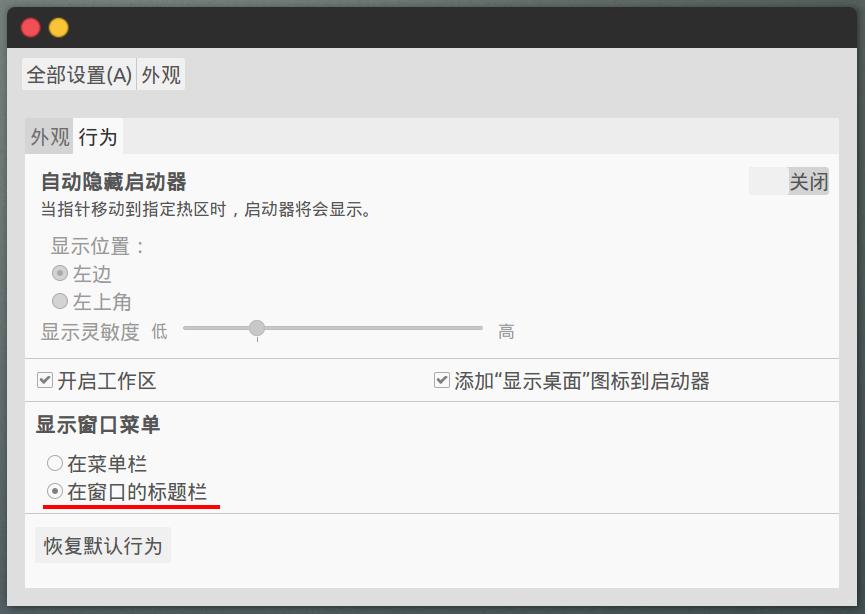 全部设置(A) 外观
外观 行为
自动隐藏启动器 关闭
当指针移动到指定热区时，启动器将会显示。
显示位置：
左边
左上角
显示灵敏度 低 高
开启工作区 添加“显示桌面”图标到启动器
显示窗口菜单
在菜单栏
在窗口的标题栏
恢复默认行为